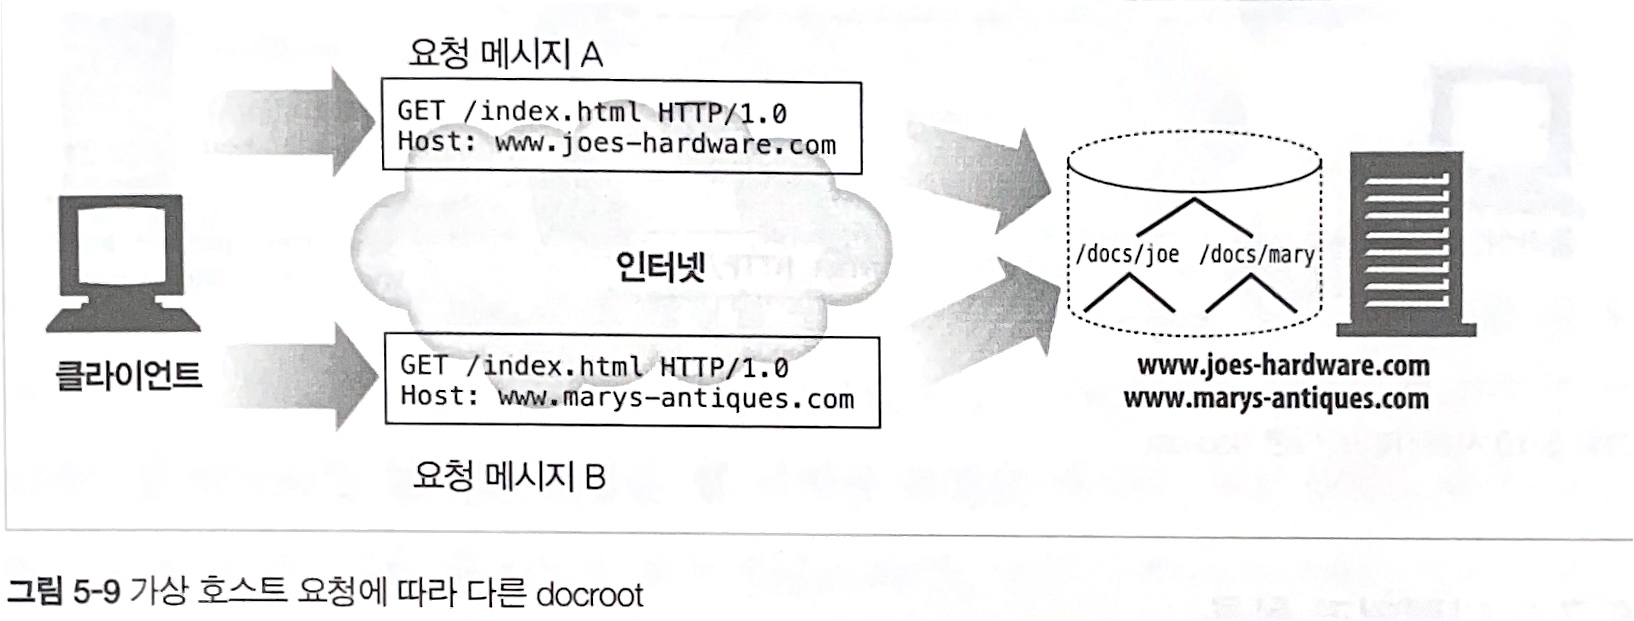 요청 메시지 A
GET /index.html HTTP/1.0
Host: www.joes-hardware.com
인터넷
클라이언트
/docs/joe /docs/mary
GET /index.html HTTP/1.0
Host: www.marys-antiques.com
요청 메시지 B
www.joes-hardware.com
www.marys-antiques.com
그림 5-9 가상 호스트 요청에 따라 다른 docroot